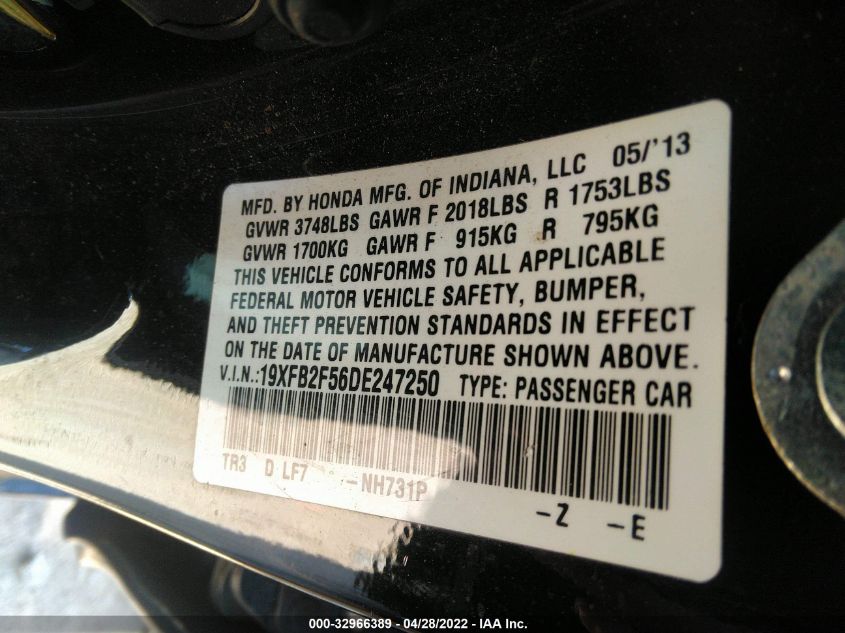 MFD. BY HONDA MFG. OF INDIANA, LLC 05/'13
GVWR 3748LBS GAWR F 2018LBS R 1753LBS
GVWR 1700KG GAWR F 915KG R 795KG
THIS VEHICLE CONFORMS TO ALL APPLICABLE
FEDERAL MOTOR VEHICLE SAFETY, BUMPER,
AND THEFT PREVENTION STANDARDS IN EFFECT
ON THE DATE OF MANUFACTURE SHOWN ABOVE.
V.I.N.:19XFB2F56DE247250 TYPE: PASSENGER CAR
TR3 D LF7 -NH731P
-Z -E
000-32966389 - 04/28/2022 - IAA Inc.